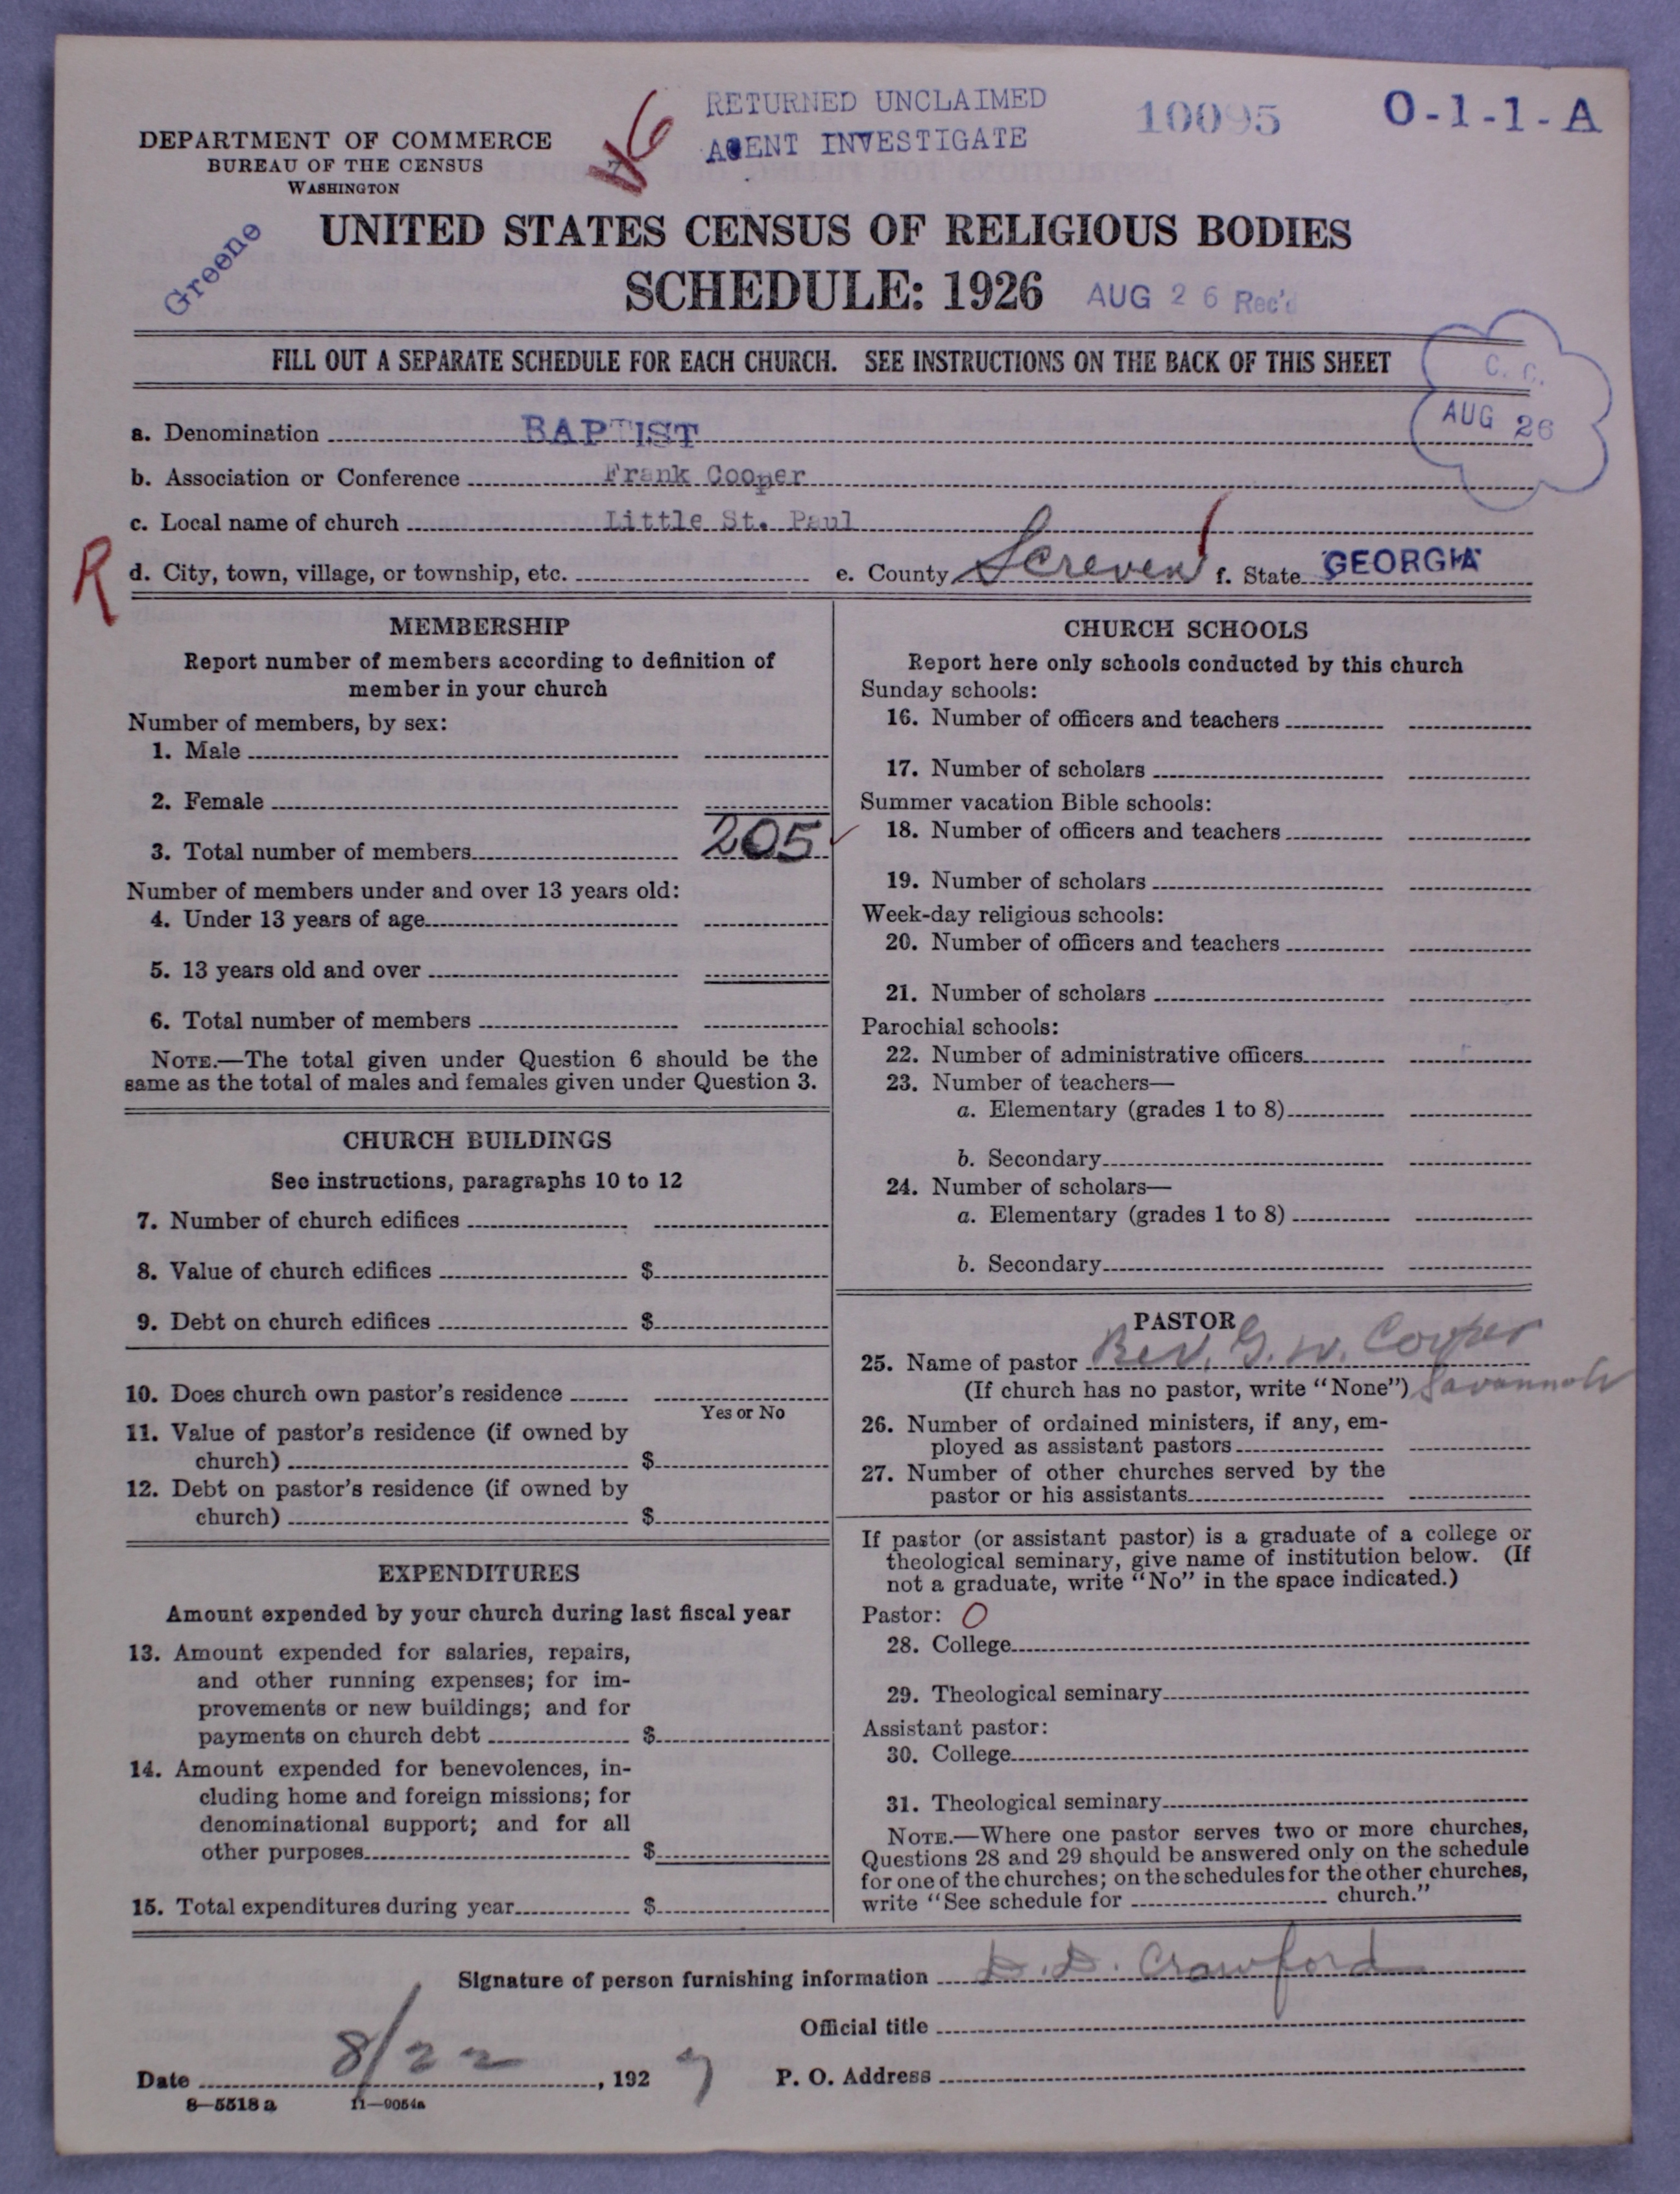 RETURNED UNCLAIMED
AGENT INVESTIGATE
10095
O-1-1-A
DEPARTMENT OF COMMERCE
BUREAU OF THE CENSUS
WASHINGTON
Greene
UNITED STATES CENSUS OF RELIGIOUS BODIES
SCHEDULE: 1926
AUG 26 Rec'd
FILL OUT A SEPARATE SCHEDULE FOR EACH CHURCH. SEE INSTRUCTIONS ON THE BACK OF THIS SHEET
C. C.
AUG 26
a. Denomination BAPTIST
b. Association or Conference Frank Cooper
c. Local name of church Little St. Paul
R
d. City, town, village, or township, etc. e. County Screven f. State GEORGIA
MEMBERSHIP
Report number of members according to definition of
member in your church
Number of members, by sex:
1. Male
2. Female
3. Total number of members 205
Number of members under and over 13 years old:
4. Under 13 years of age
5. 13 years old and over
6. Total number of members
NOTE.—The total given under Question 6 should be the
same as the total of males and females given under Question 3.
CHURCH BUILDINGS
See instructions, paragraphs 10 to 12
7. Number of church edifices
8. Value of church edifices $
9. Debt on church edifices $
10. Does church own pastor's residence
Yes or No
11. Value of pastor's residence (if owned by
church) $
12. Debt on pastor's residence (if owned by
church) $
EXPENDITURES
Amount expended by your church during last fiscal year
13. Amount expended for salaries, repairs,
and other running expenses; for im-
provements or new buildings; and for
payments on church debt $
14. Amount expended for benevolences, in-
cluding home and foreign missions; for
denominational support; and for all
other purposes $
15. Total expenditures during year $
CHURCH SCHOOLS
Report here only schools conducted by this church
Sunday schools:
16. Number of officers and teachers
17. Number of scholars
Summer vacation Bible schools:
18. Number of officers and teachers
19. Number of scholars
Week-day religious schools:
20. Number of officers and teachers
21. Number of scholars
Parochial schools:
22. Number of administrative officers
23. Number of teachers—
a. Elementary (grades 1 to 8)
b. Secondary
24. Number of scholars—
a. Elementary (grades 1 to 8)
b. Secondary
PASTOR
25. Name of pastor Rev. G. W. Cooper
(If church has no pastor, write "None") Savannah
26. Number of ordained ministers, if any, em-
ployed as assistant pastors
27. Number of other churches served by the
pastor or his assistants
If pastor (or assistant pastor) is a graduate of a college or
theological seminary, give name of institution below. (If
not a graduate, write "No" in the space indicated.)
Pastor: O
28. College
29. Theological seminary
Assistant pastor:
30. College
31. Theological seminary
NOTE.—Where one pastor serves two or more churches,
Questions 28 and 29 should be answered only on the schedule
for one of the churches; on the schedules for the other churches,
write "See schedule for church."
Signature of person furnishing information D. D. Crawford
Official title
Date 8/22, 1927 P. O. Address
8—5518 a 11—9054a